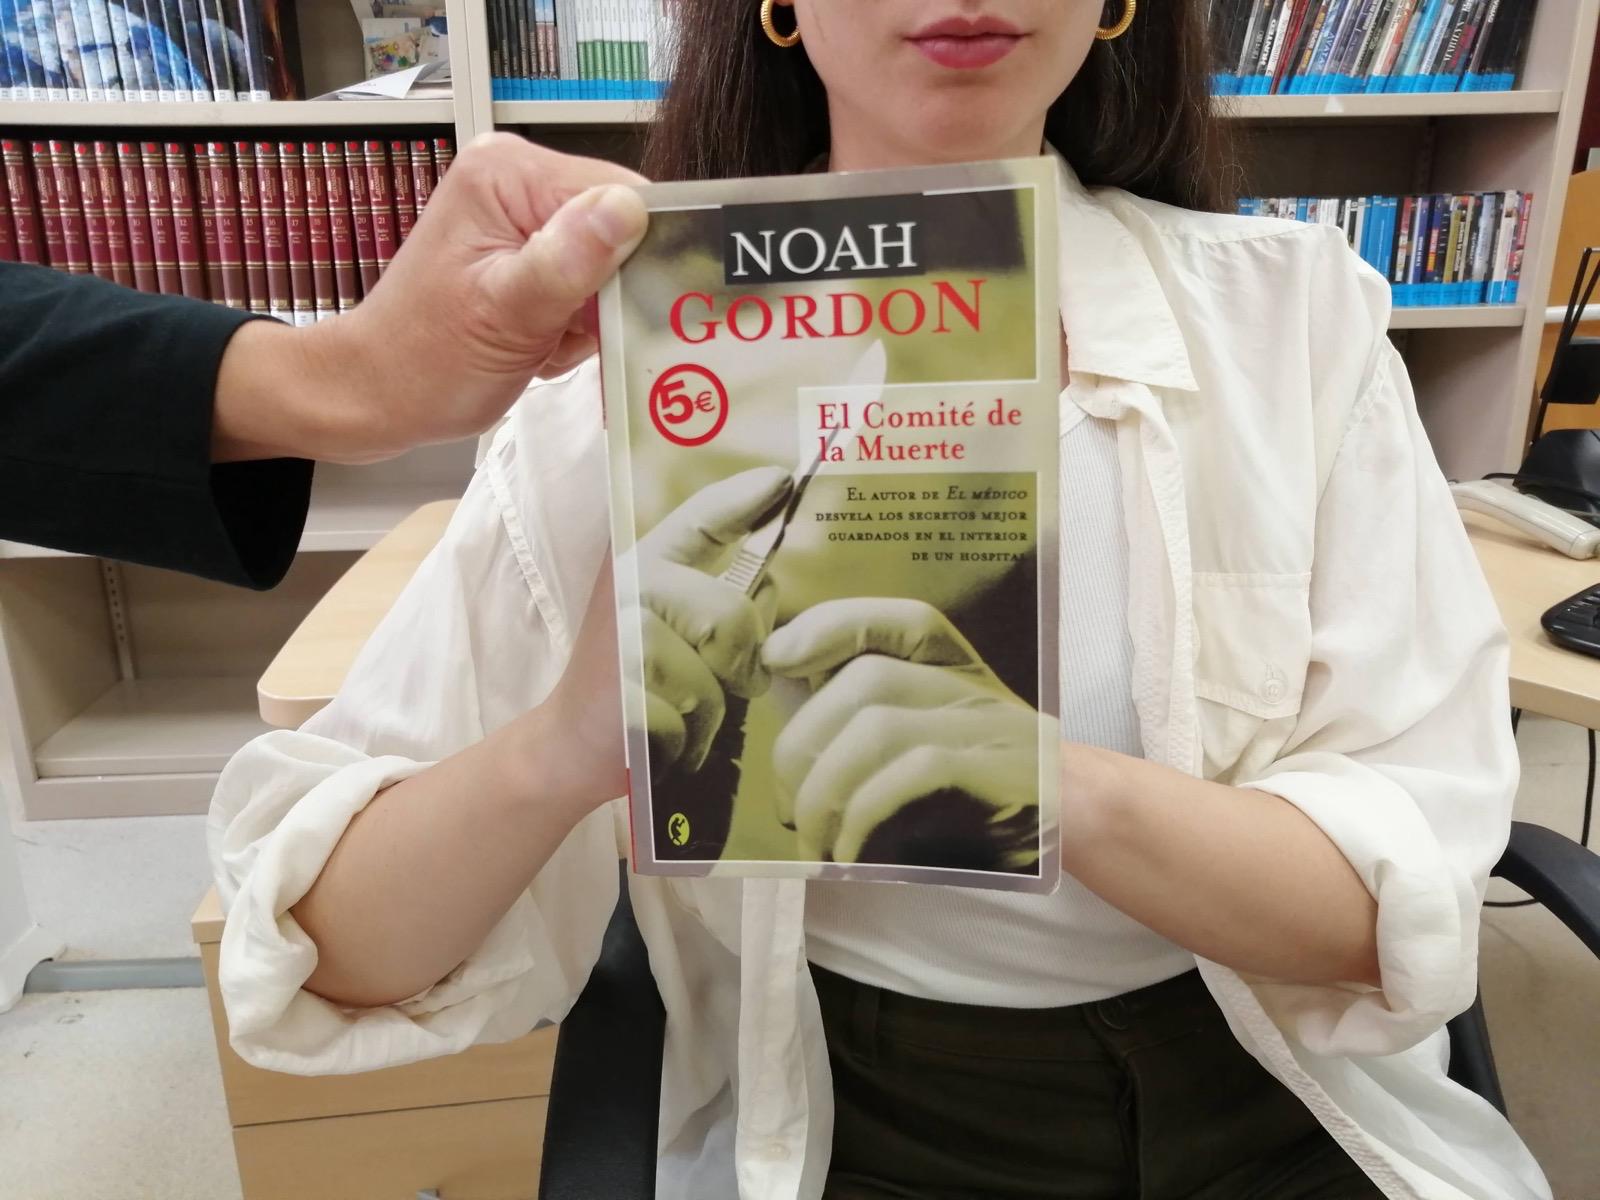 NOAH
GORDON
5€
El Comité de
la Muerte
EL AUTOR DE EL MÉDICO
DESVELA LOS SECRETOS MEJOR
GUARDADOS EN EL INTERIOR
DE UN HOSPITAL